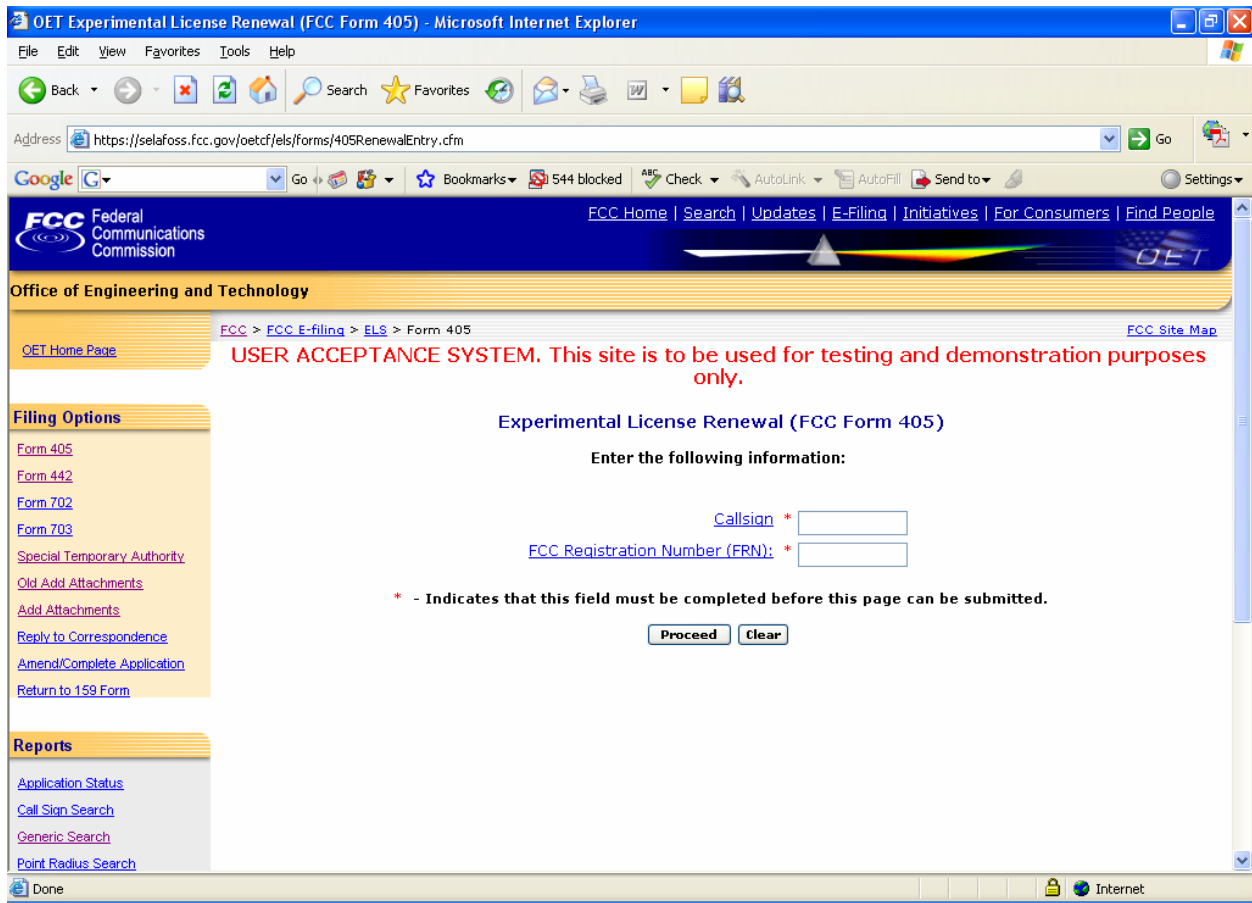 OET Experimental License Renewal (FCC Form 405) - Microsoft Internet Explorer
File Edit View Favorites Tools Help
Back Search Favorites
Address https://selafoss.fcc.gov/oetcf/els/forms/405RenewalEntry.cfm Go
Google G Go Bookmarks 544 blocked ABC Check AutoLink AutoFill Send to Settings
FCC Federal Communications Commission
FCC Home | Search | Updates | E-Filing | Initiatives | For Consumers | Find People
OET
Office of Engineering and Technology
FCC > FCC E-filing > ELS > Form 405 FCC Site Map
OET Home Page
USER ACCEPTANCE SYSTEM. This site is to be used for testing and demonstration purposes
only.
Filing Options
Form 405
Form 442
Form 702
Form 703
Special Temporary Authority
Old Add Attachments
Add Attachments
Reply to Correspondence
Amend/Complete Application
Return to 159 Form
Reports
Application Status
Call Sign Search
Generic Search
Point Radius Search
Experimental License Renewal (FCC Form 405)
Enter the following information:
Callsign *
FCC Registration Number (FRN): *
* - Indicates that this field must be completed before this page can be submitted.
Proceed Clear
Done Internet